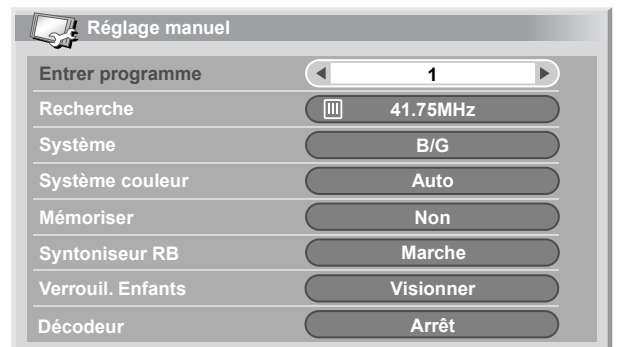 Réglage manuel
Entrer programme 1
Recherche 41.75MHz
Système B/G
Système couleur Auto
Mémoriser Non
Syntoniseur RB Marche
Verrouil. Enfants Visionner
Décodeur Arrêt